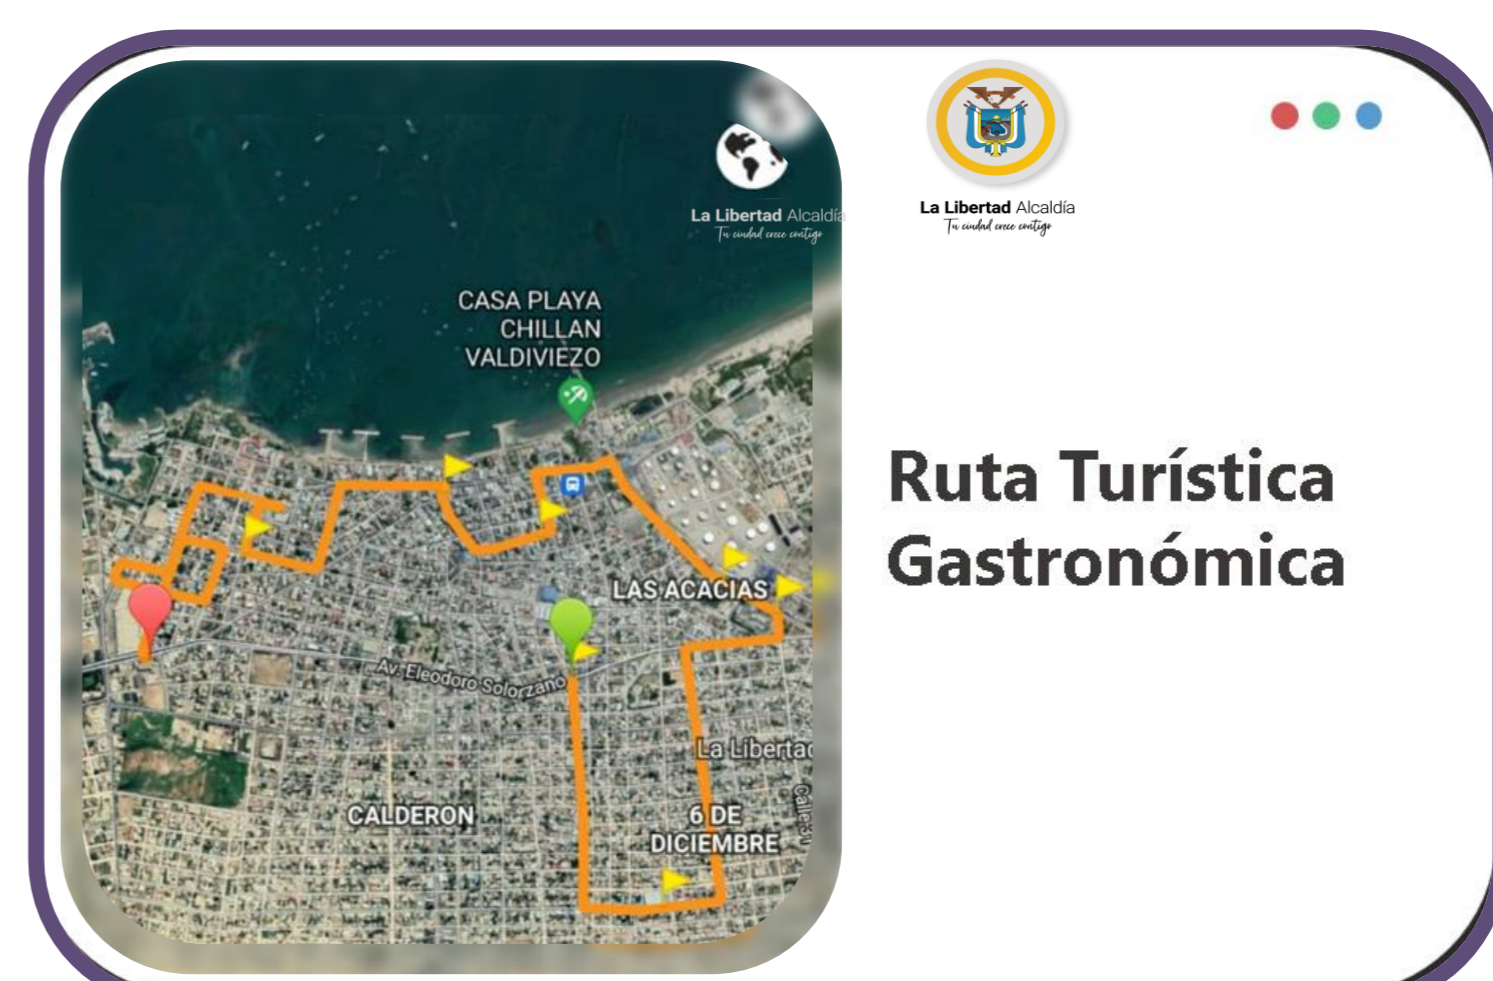 La Libertad Alcaldía
Tu ciudad crece contigo
CASA PLAYA
CHILLAN
VALDIVIEZO
LAS ACACIAS
Av. Eleodoro Solorzano
La Libertad
CALDERON
6 DE
DICIEMBRE
La Libertad Alcaldía
Tu ciudad crece contigo
Ruta Turística
Gastronómica